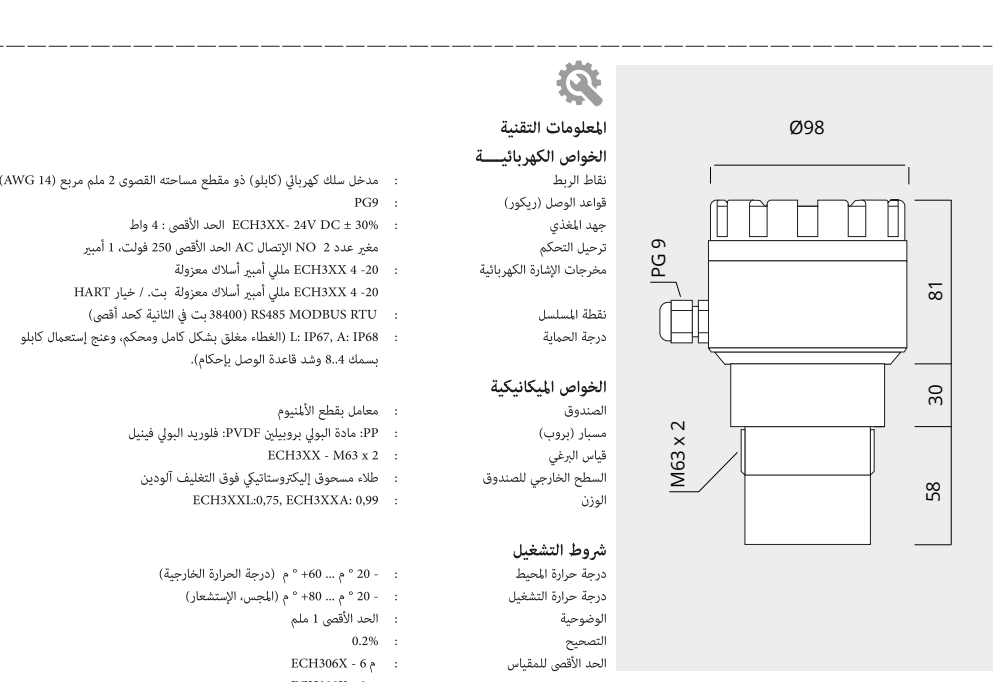 المعلومات التقنية
الخواص الكهربائيـــــة
نقاط الربط : مدخل سلك كهربائي (كابلو) ذو مقطع مساحته القصوى 2 ملم مربع (AWG 14)
قواعد الوصل (ريكور) : PG9
جهد المغذي : ECH3XX- 24V DC ± 30% الحد الأقصى : 4 واط
ترحيل التحكم مغير عدد 2 NO الإتصال AC الحد الأقصى 250 فولت، 1 أمبير
مخرجات الإشارة الكهربائية : ECH3XX 4 -20 مللي أمبير أسلاك معزولة
ECH3XX 4 -20 مللي أمبير أسلاك معزولة بت. / خيار HART
نقطة المسلسل : RS485 MODBUS RTU (38400 بت في الثانية كحد أقصى)
درجة الحماية : L: IP67, A: IP68 (الغطاء مغلق بشكل كامل ومحكم، وعنج إستعمال كابلو
بسمك 4..8 وشد قاعدة الوصل بإحكام).
الخواص الميكانيكية
الصندوق : معامل بقطع الألمنيوم
مسبار (بروب) : PP: مادة البولي بروبيلين PVDF: فلوريد البولي فينيل
قياس البرغي : ECH3XX - M63 x 2
السطح الخارجي للصندوق : طلاء مسحوق إليكتروستاتيكي فوق التغليف آلودين
الوزن : ECH3XXL:0,75, ECH3XXA: 0,99
شروط التشغيل
درجة حرارة المحيط : - 20 ° م ... 60+ ° م (درجة الحرارة الخارجية)
درجة حرارة التشغيل : - 20 ° م ... 80+ ° م (المجس، الإستشعار)
الوضوحية : الحد الأقصى 1 ملم
التصحيح : 0.2%
الحد الأقصى للمقياس : ECH306X - 6 م
Ø98
PG 9
81
30
M63 x 2
58